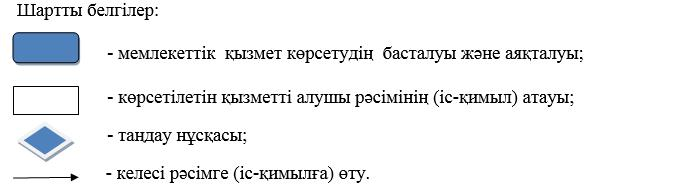 Шартты белгілер:
- мемлекеттік қызмет көрсетудің басталуы және аяқталуы;
- көрсетілетін қызметті алушы рәсімінің (іс-қимыл) атауы;
- таңдау нұсқасы;
- келесі рәсімге (іс-қимылға) өту.